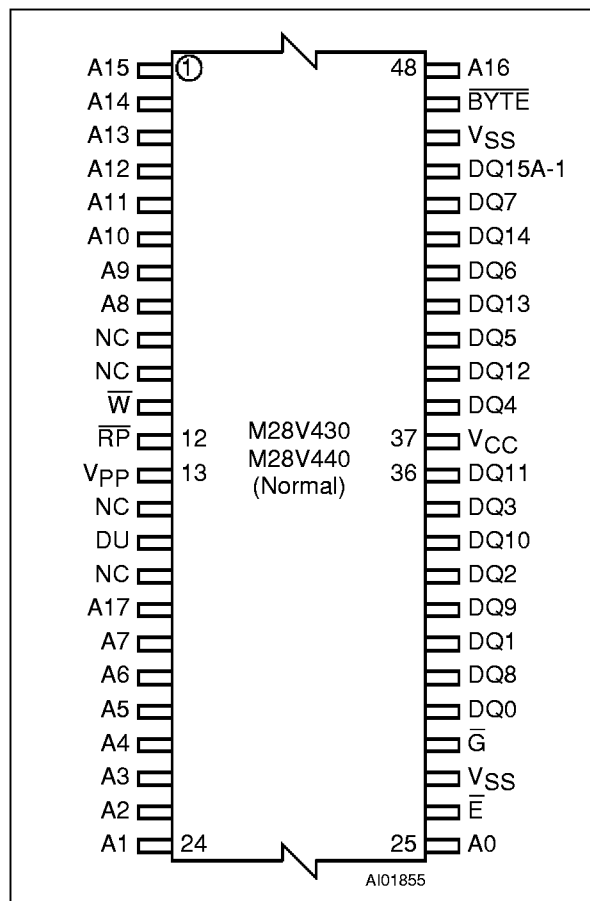 A15 1 48 A16
A14 B̅Y̅T̅E̅
A13 VSS
A12 DQ15A-1
A11 DQ7
A10 DQ14
A9 DQ6
A8 DQ13
NC DQ5
NC DQ12
W̅ DQ4
R̅P̅ 12 M28V430 37 VCC
VPP 13 M28V440 36 DQ11
(Normal)
NC DQ3
DU DQ10
NC DQ2
A17 DQ9
A7 DQ1
A6 DQ8
A5 DQ0
A4 G̅
A3 VSS
A2 E̅
A1 24 25 A0
AI01855